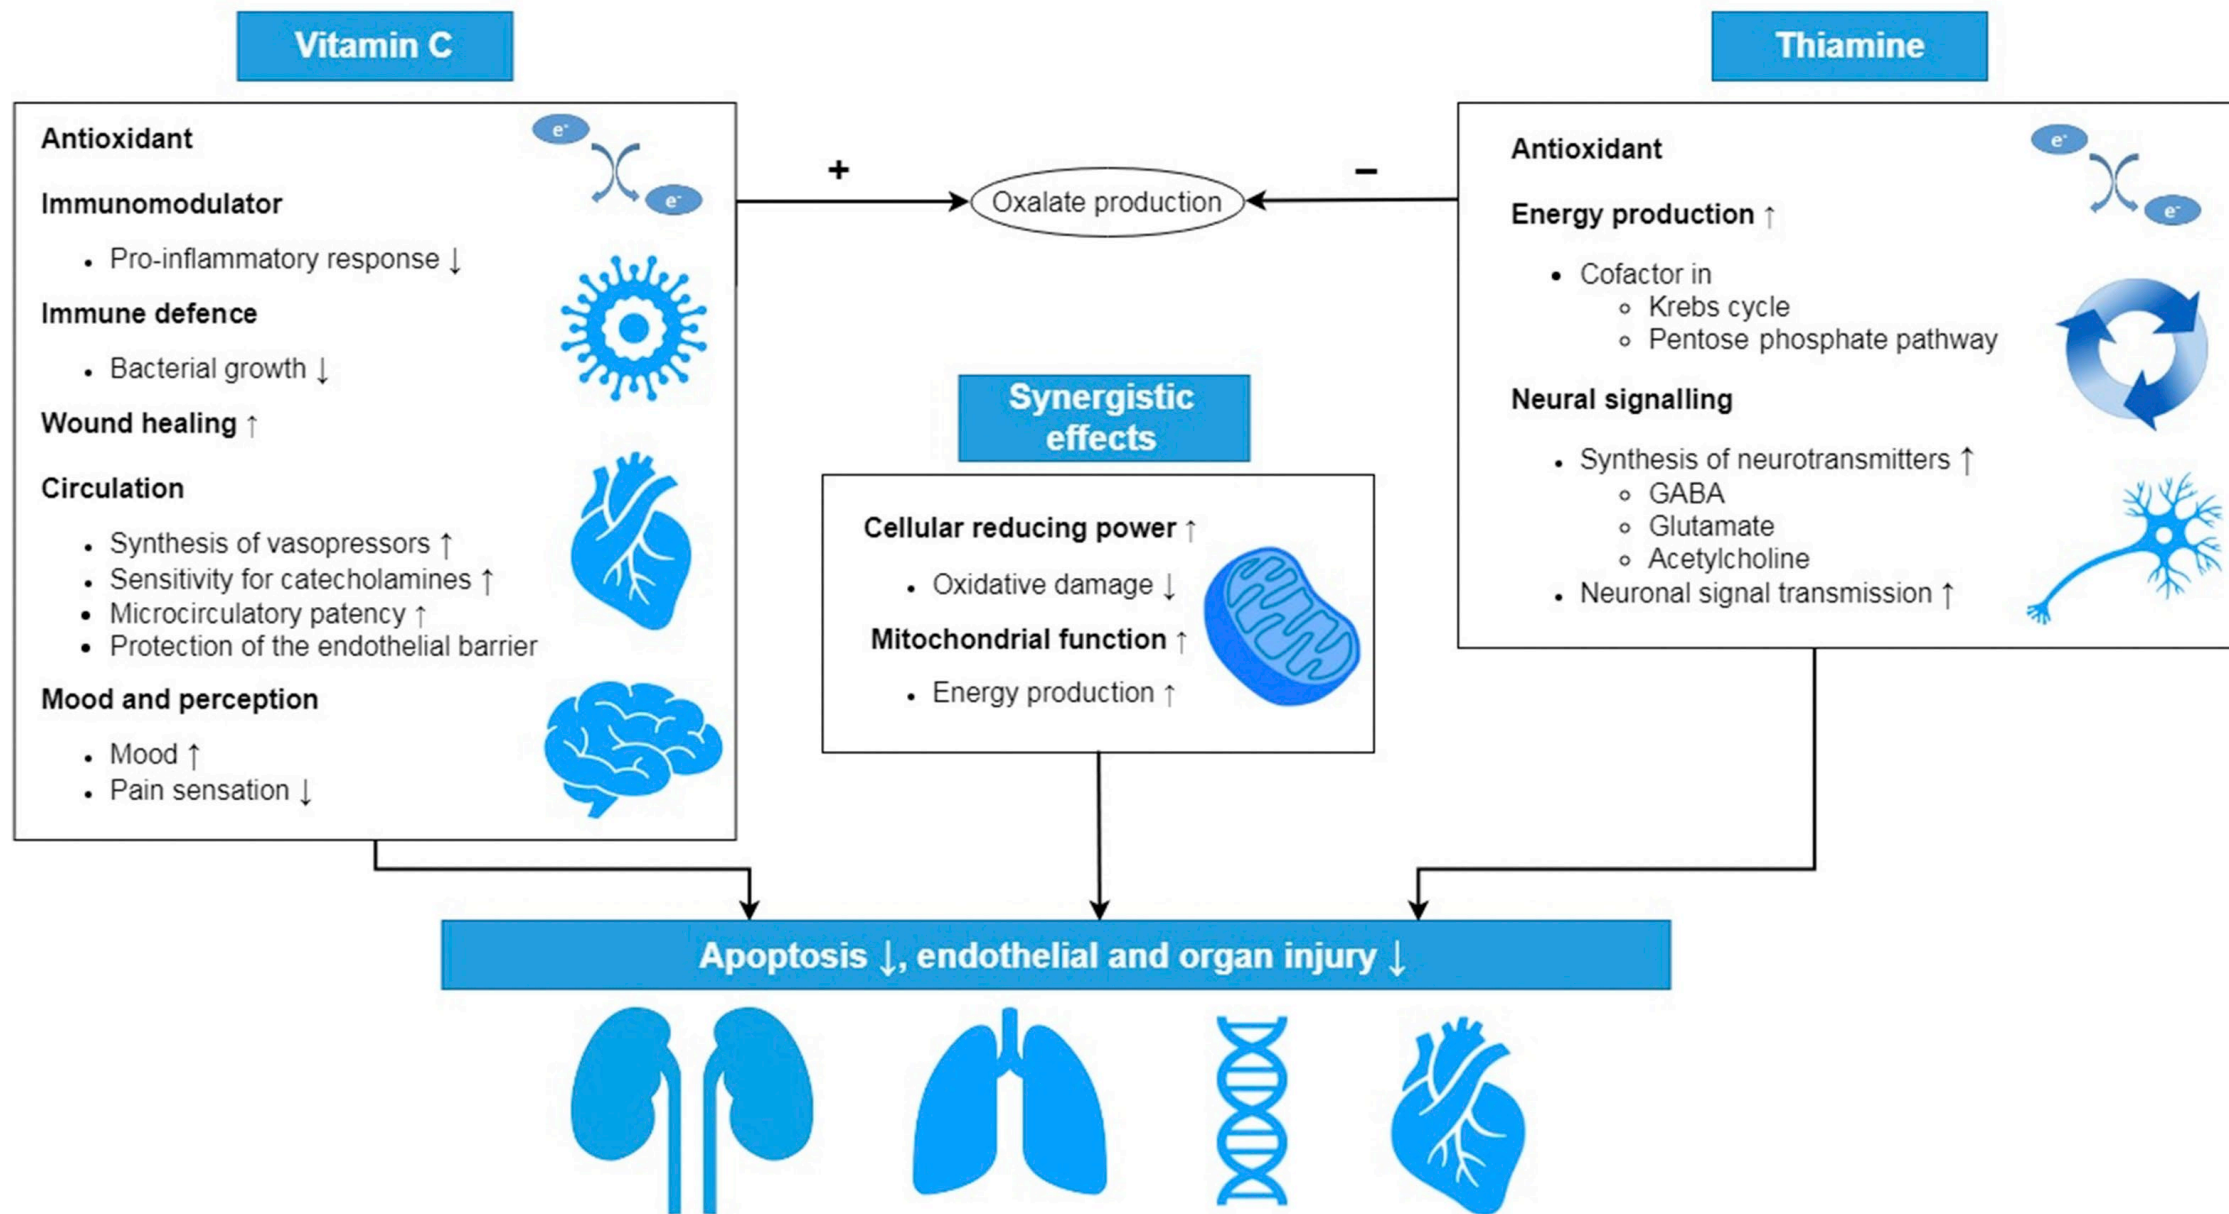 Vitamin C
Antioxidant
e-
e-
Immunomodulator
• Pro-inflammatory response ↓
Immune defence
• Bacterial growth ↓
Wound healing ↑
Circulation
• Synthesis of vasopressors ↑
• Sensitivity for catecholamines ↑
• Microcirculatory patency ↑
• Protection of the endothelial barrier
Mood and perception
• Mood ↑
• Pain sensation ↓
+
Oxalate production
−
Synergistic
effects
Cellular reducing power ↑
• Oxidative damage ↓
Mitochondrial function ↑
• Energy production ↑
Thiamine
Antioxidant
e-
e-
Energy production ↑
• Cofactor in
◦ Krebs cycle
◦ Pentose phosphate pathway
Neural signalling
• Synthesis of neurotransmitters ↑
◦ GABA
◦ Glutamate
◦ Acetylcholine
• Neuronal signal transmission ↑
Apoptosis ↓, endothelial and organ injury ↓